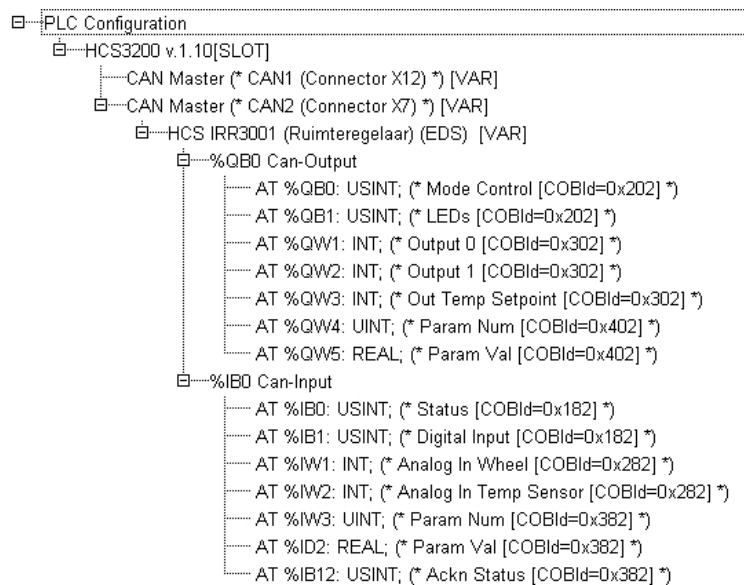 PLC Configuration
HCS3200 v.1.10[SLOT]
CAN Master (* CAN1 (Connector X12) *) [VAR]
CAN Master (* CAN2 (Connector X7) *) [VAR]
HCS IRR3001 (Ruimteregelaar) (EDS) [VAR]
%QB0 Can-Output
AT %QB0: USINT; (* Mode Control [COBId=0x202] *)
AT %QB1: USINT; (* LEDs [COBId=0x202] *)
AT %QW1: INT; (* Output 0 [COBId=0x302] *)
AT %QW2: INT; (* Output 1 [COBId=0x302] *)
AT %QW3: INT; (* Out Temp Setpoint [COBId=0x302] *)
AT %QW4: UINT; (* Param Num [COBId=0x402] *)
AT %QW5: REAL; (* Param Val [COBId=0x402] *)
%IB0 Can-Input
AT %IB0: USINT; (* Status [COBId=0x182] *)
AT %IB1: USINT; (* Digital Input [COBId=0x182] *)
AT %IW1: INT; (* Analog In Wheel [COBId=0x282] *)
AT %IW2: INT; (* Analog In Temp Sensor [COBId=0x282] *)
AT %IW3: UINT; (* Param Num [COBId=0x382] *)
AT %ID2: REAL; (* Param Val [COBId=0x382] *)
AT %IB12: USINT; (* Ackn Status [COBId=0x382] *)